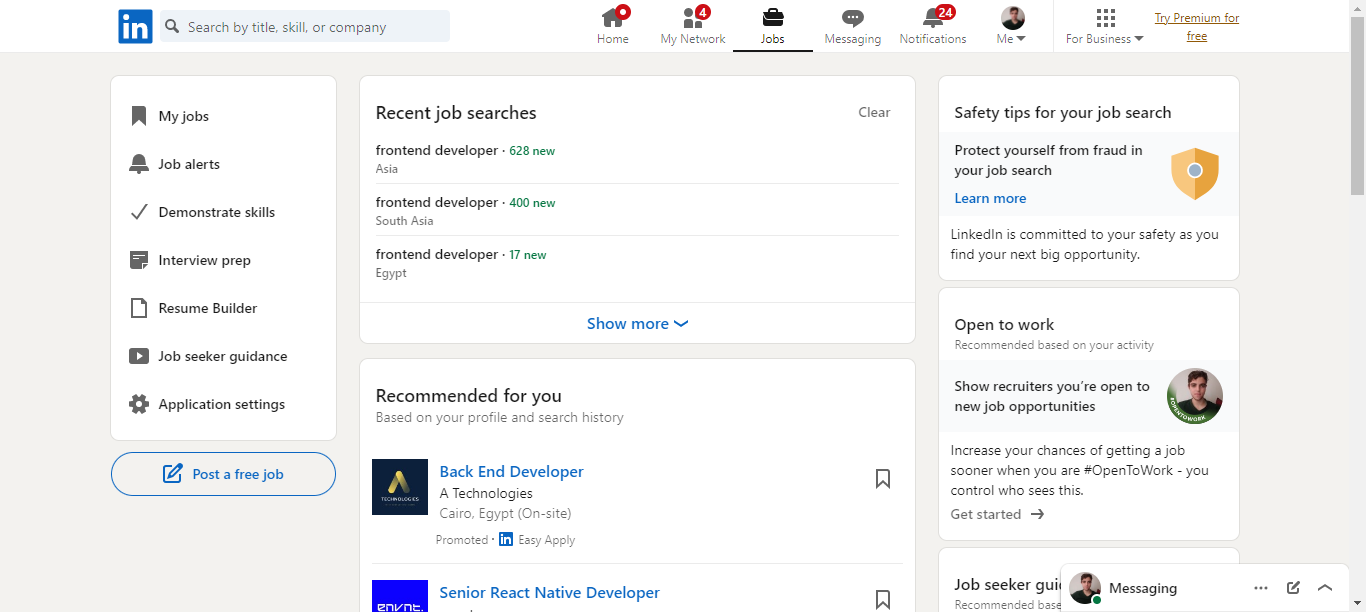 in
Search by title, skill, or company
Home
4
My Network
Jobs
Messaging
24
Notifications
Me
For Business
Try Premium for
free
My jobs
Job alerts
Demonstrate skills
Interview prep
Resume Builder
Job seeker guidance
Application settings
Post a free job
Recent job searches
Clear
frontend developer · 628 new
Asia
frontend developer · 400 new
South Asia
frontend developer · 17 new
Egypt
Show more
Recommended for you
Based on your profile and search history
A
TECHNOLOGIES
Back End Developer
A Technologies
Cairo, Egypt (On-site)
Promoted · in Easy Apply
Senior React Native Developer
Safety tips for your job search
Protect yourself from fraud in
your job search
Learn more
LinkedIn is committed to your safety as you
find your next big opportunity.
Open to work
Recommended based on your activity
Show recruiters you’re open to
new job opportunities
#OPENTOWORK
Increase your chances of getting a job
sooner when you are #OpenToWork - you
control who sees this.
Get started
Job seeker
Recommended
Messaging